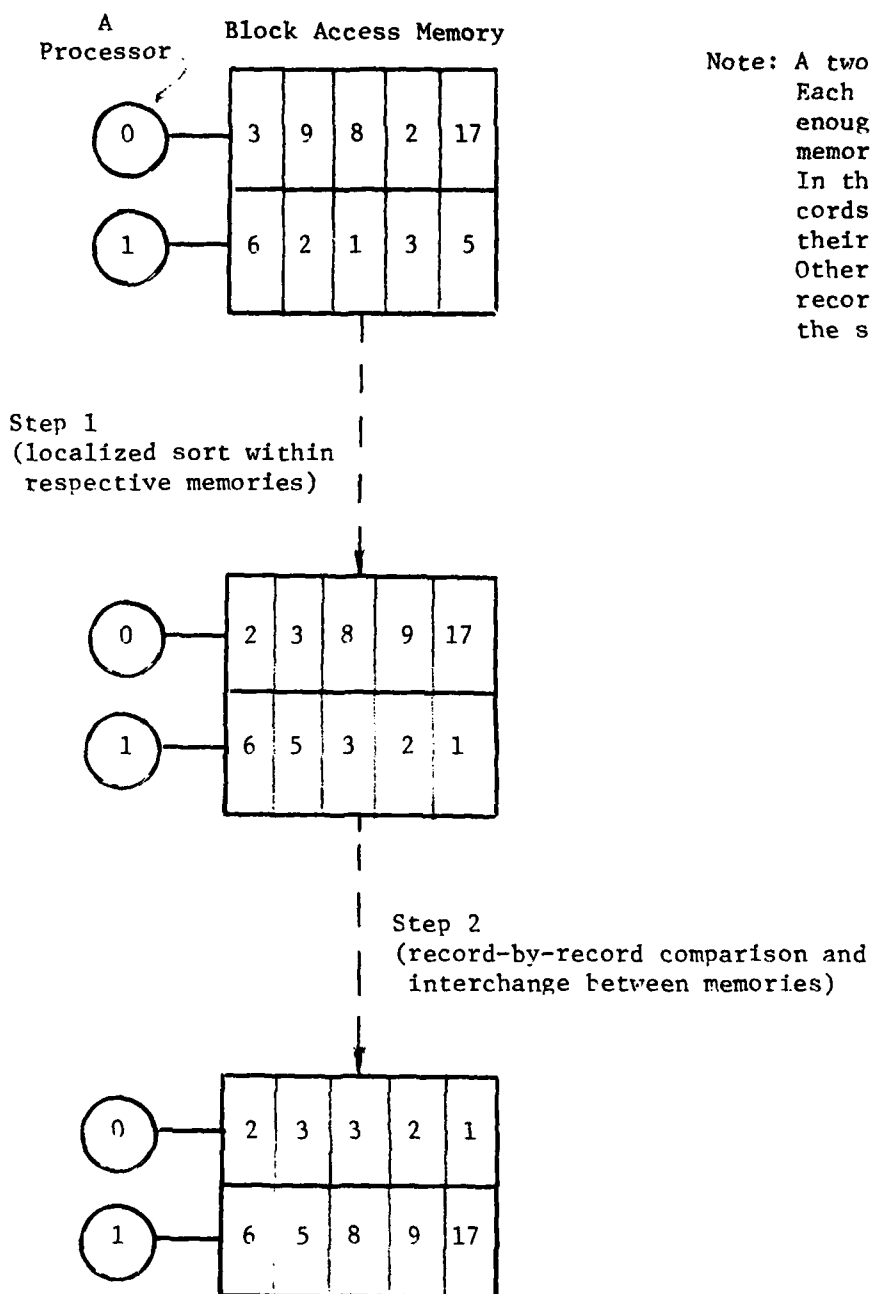 A
Processor
Block Access Memory
Note: A two
Each
enoug
memor
In th
cords
their
Other
recor
the s
0 3 9 8 2 17
1 6 2 1 3 5
Step 1
(localized sort within
respective memories)
0 2 3 8 9 17
1 6 5 3 2 1
Step 2
(record-by-record comparison and
interchange between memories)
0 2 3 3 2 1
1 6 5 8 9 17